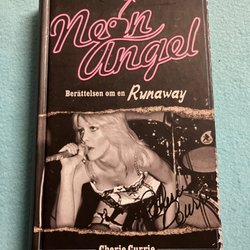 Neon
Angel
Berättelsen om en Runaway
Cherie Currie